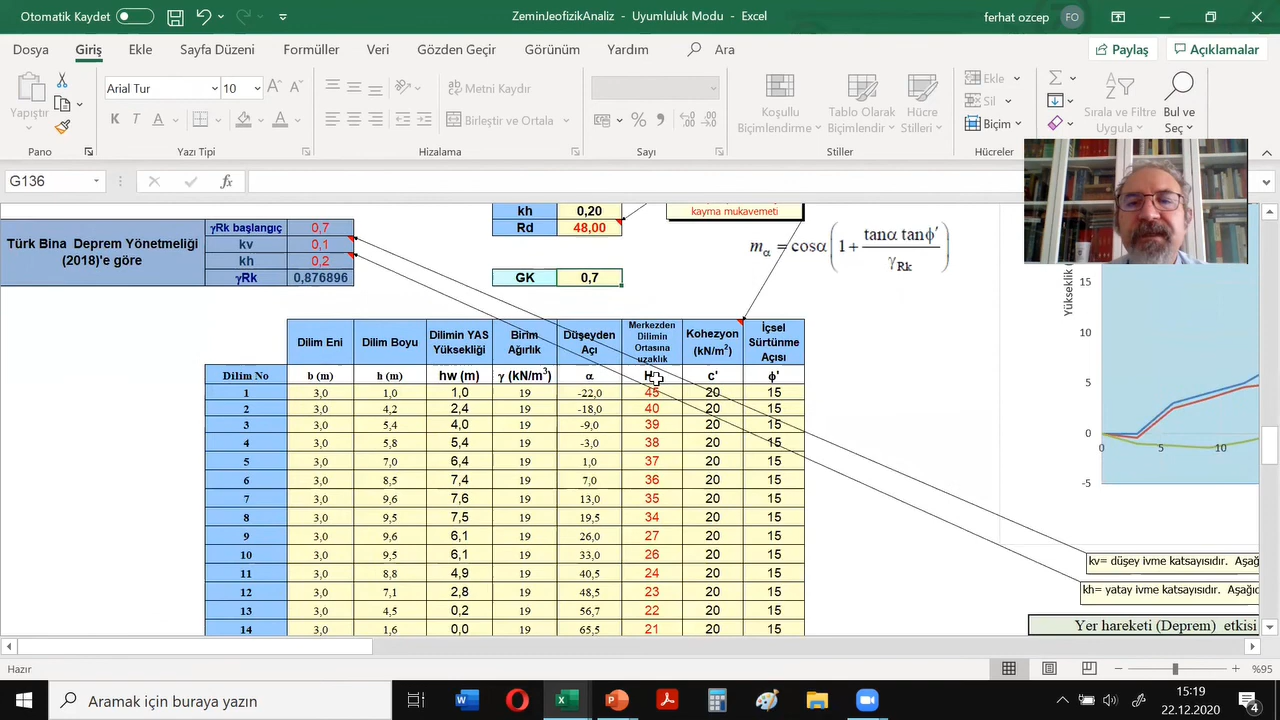 Otomatik Kaydet
ZeminJeofizikAnaliz - Uyumluluk Modu - Excel
ferhat ozcep FO
Dosya Giriş Ekle Sayfa Düzeni Formüller Veri Gözden Geçir Görünüm Yardım Ara Paylaş Açıklamalar
Yapıştır
Arial Tur 10
K T A
Metni Kaydır
Birleştir ve Ortala
Koşullu Biçimlendirme
Tablo Olarak Biçimlendir
Hücre Stilleri
Ekle
Sil
Biçim
Sırala ve Filtre Uygula
Bul ve Seç
Pano Yazı Tipi Hizalama Sayı Stiller Hücreler
G136 fx
kh 0,20
Rd 48,00
kayma mukavemeti
Türk Bina Deprem Yönetmeliği (2018)'e göre
γRk başlangıç 0,7
kv 0,1
kh 0,2
γRk 0,876896
GK 0,7
mα = cosα(1 + tanα tanϕ′ / γRk)
Dilim Eni Dilim Boyu Dilimin YAS Yüksekliği Birim Ağırlık Düşeyden Açı Merkezden Dilimin Ortasına uzaklık Kohezyon (kN/m²) İçsel Sürtünme Açısı
Dilim No b (m) h (m) hw (m) γ (kN/m³) α H c' ϕ'
1 3,0 1,0 1,0 19 -22,0 45 20 15
2 3,0 4,2 2,4 19 -18,0 40 20 15
3 3,0 5,4 4,0 19 -9,0 39 20 15
4 3,0 5,8 5,4 19 -3,0 38 20 15
5 3,0 7,0 6,4 19 1,0 37 20 15
6 3,0 8,5 7,4 19 7,0 36 20 15
7 3,0 9,6 7,6 19 13,0 35 20 15
8 3,0 9,5 7,5 19 19,5 34 20 15
9 3,0 9,6 6,1 19 26,0 27 20 15
10 3,0 9,5 6,1 19 33,0 26 20 15
11 3,0 8,8 4,9 19 40,5 24 20 15
12 3,0 7,1 2,8 19 48,5 23 20 15
13 3,0 4,5 0,2 19 56,7 22 20 15
14 3,0 1,6 0,0 19 65,5 21 20 15
Yükseklik (
10
5
0
-5
5 10
kv= düşey ivme katsayısıdır. Aşağ
kh= yatay ivme katsayısıdır. Aşağıd
Yer hareketi (Deprem) etkisi
Hazır
%95
Aramak için buraya yazın
15:19
22.12.2020
4